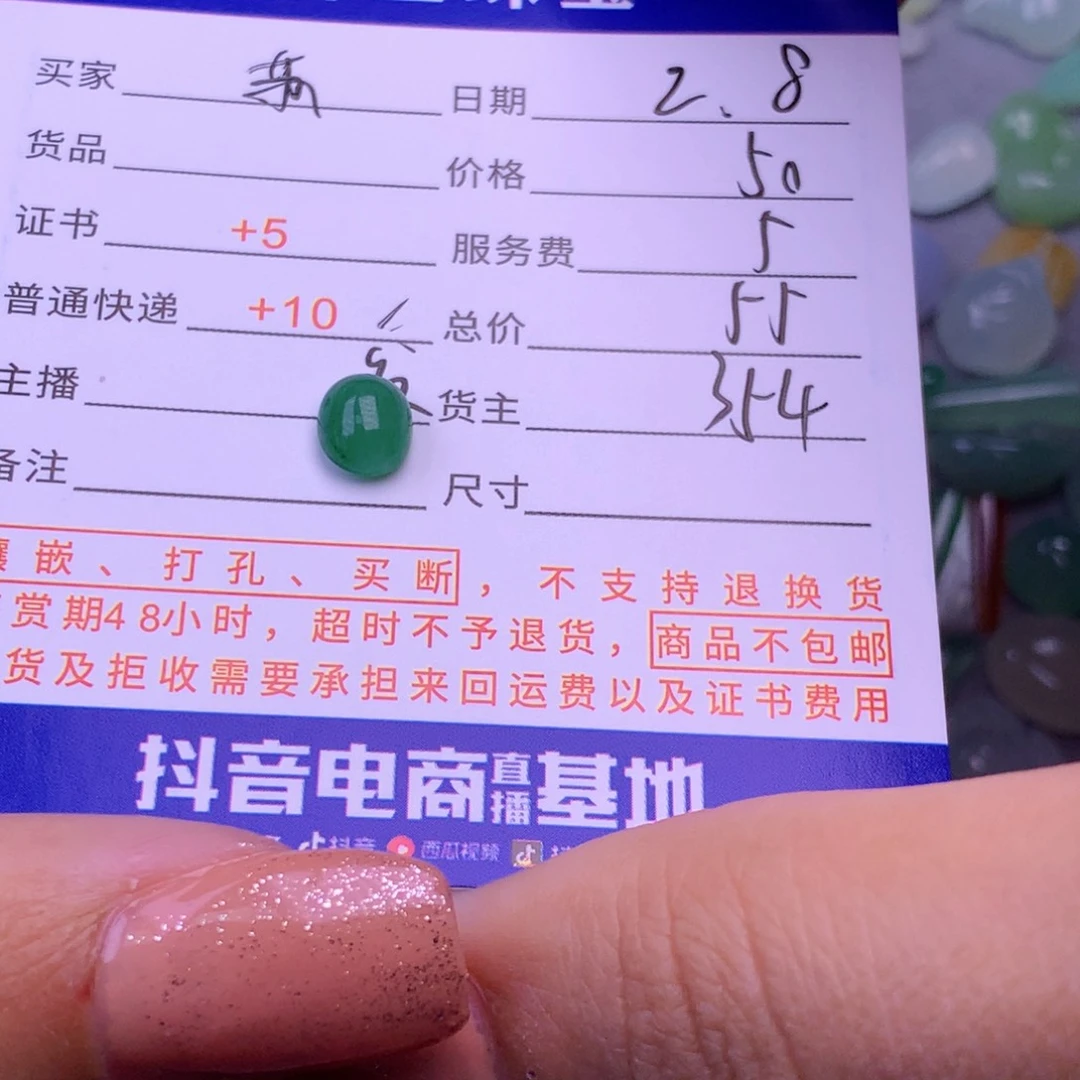 买家 日期 2、8
货品 价格 50
证书 +5 服务费 5
普通快递 +10 总价 55
主播 货主 354
备注 尺寸
镶嵌、打孔、买断，不支持退换货
赏期48小时，超时不予退货，商品不包邮
货及拒收需要承担来回运费以及证书费用
抖音电商直播基地
抖音 西瓜视频